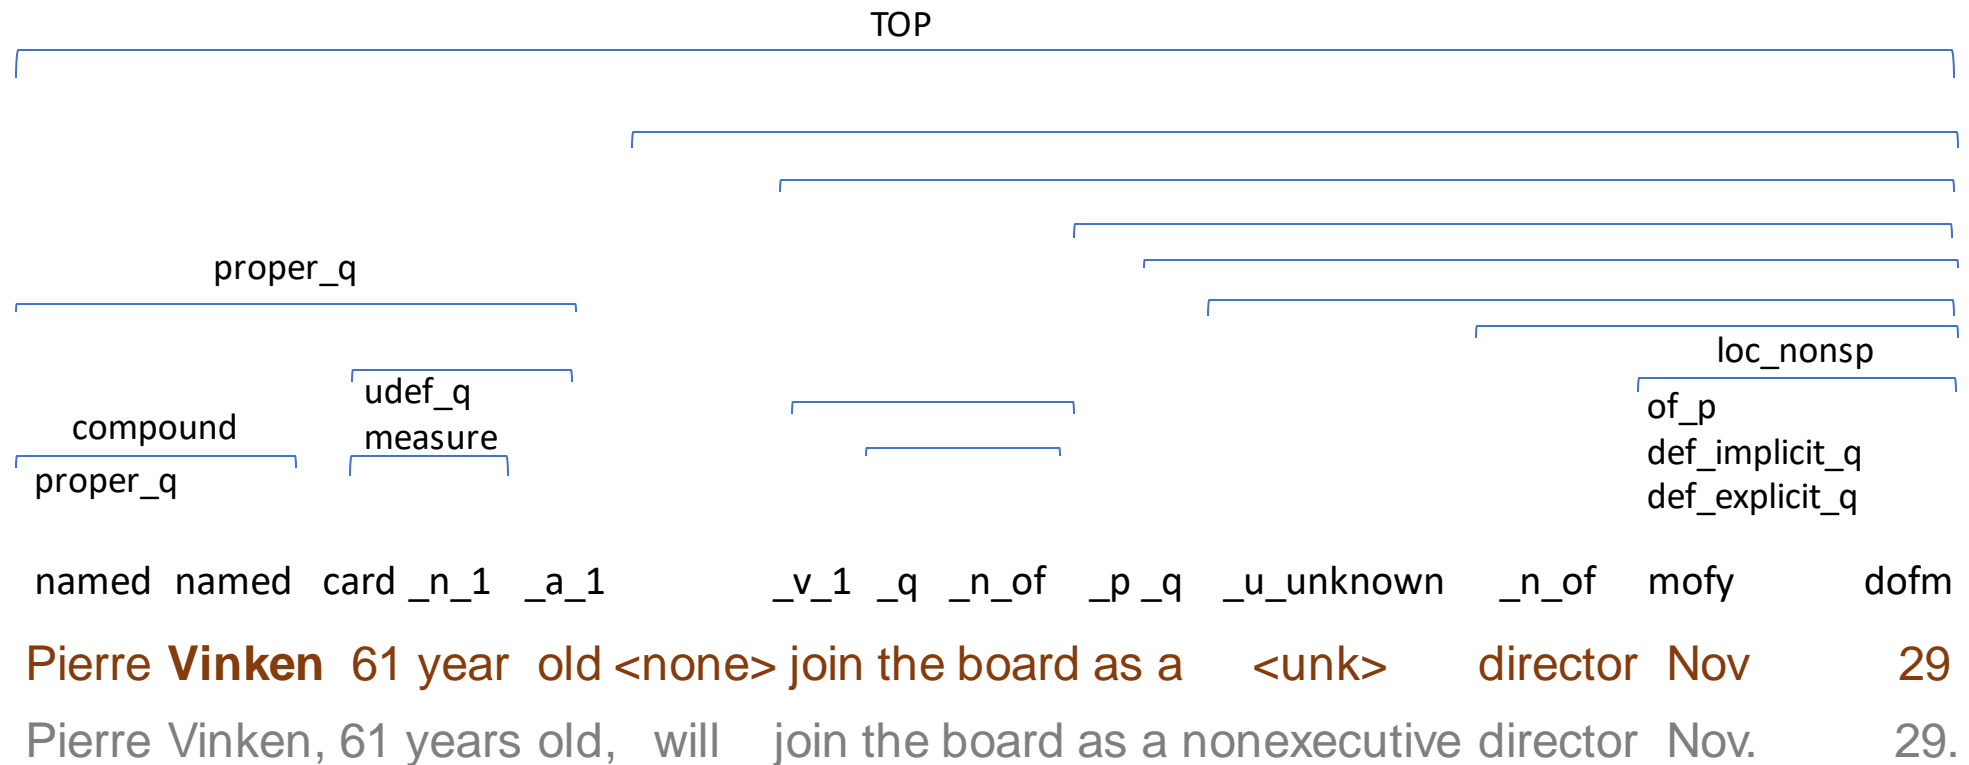 TOP
proper_q
loc_nonsp
udef_q
of_p
compound
measure
def_implicit_q
proper_q
def_explicit_q
named named card _n_1 _a_1 _v_1 _q _n_of _p _q _u_unknown _n_of mofy dofm
Pierre Vinken 61 year old <none> join the board as a <unk> director Nov 29
Pierre Vinken, 61 years old, will join the board as a nonexecutive director Nov. 29.